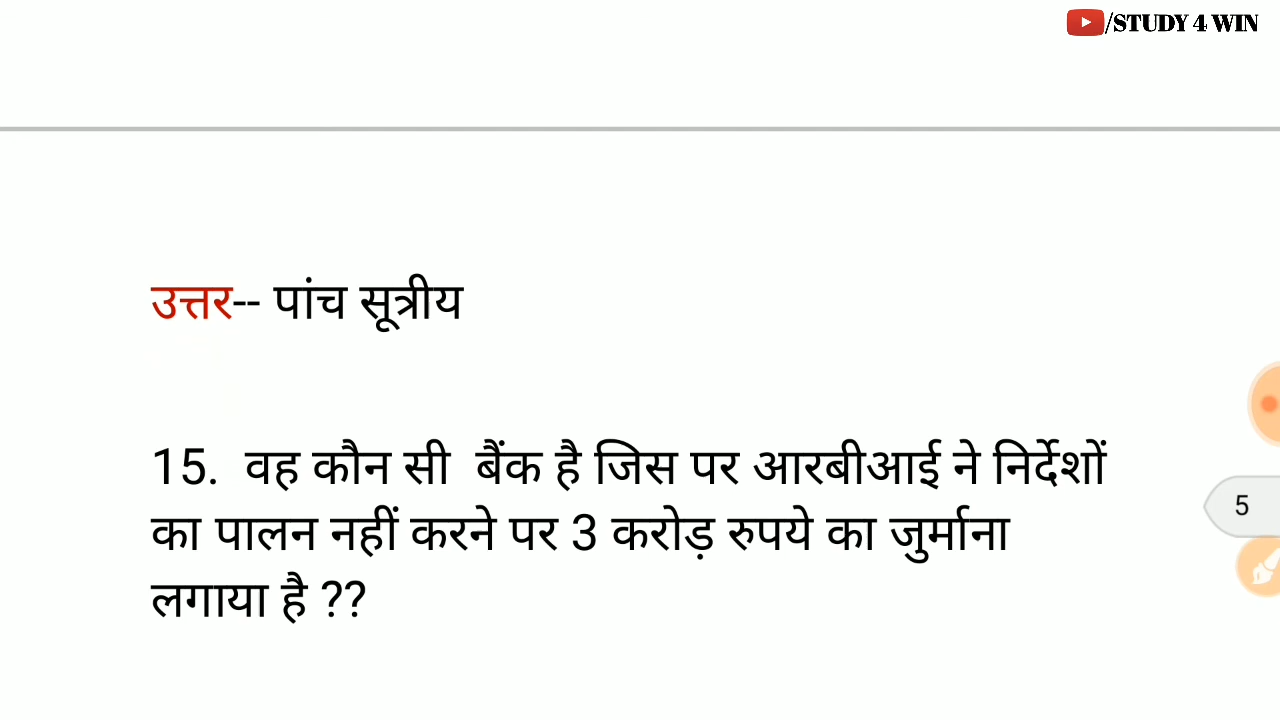 /STUDY 4 WIN
उत्तर-- पांच सूत्रीय
15. वह कौन सी बैंक है जिस पर आरबीआई ने निर्देशों
का पालन नहीं करने पर 3 करोड़ रुपये का जुर्माना
लगाया है ??
5